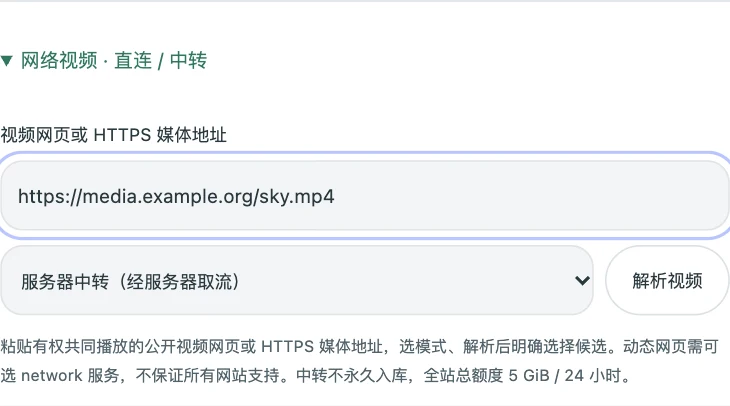 ▼ 网络视频 · 直连 / 中转
视频网页或 HTTPS 媒体地址
https://media.example.org/sky.mp4
服务器中转（经服务器取流）
解析视频
粘贴有权共同播放的公开视频网页或 HTTPS 媒体地址，选模式、解析后明确选择候选。动态网页需可
选 network 服务，不保证所有网站支持。中转不永久入库，全站总额度 5 GiB / 24 小时。